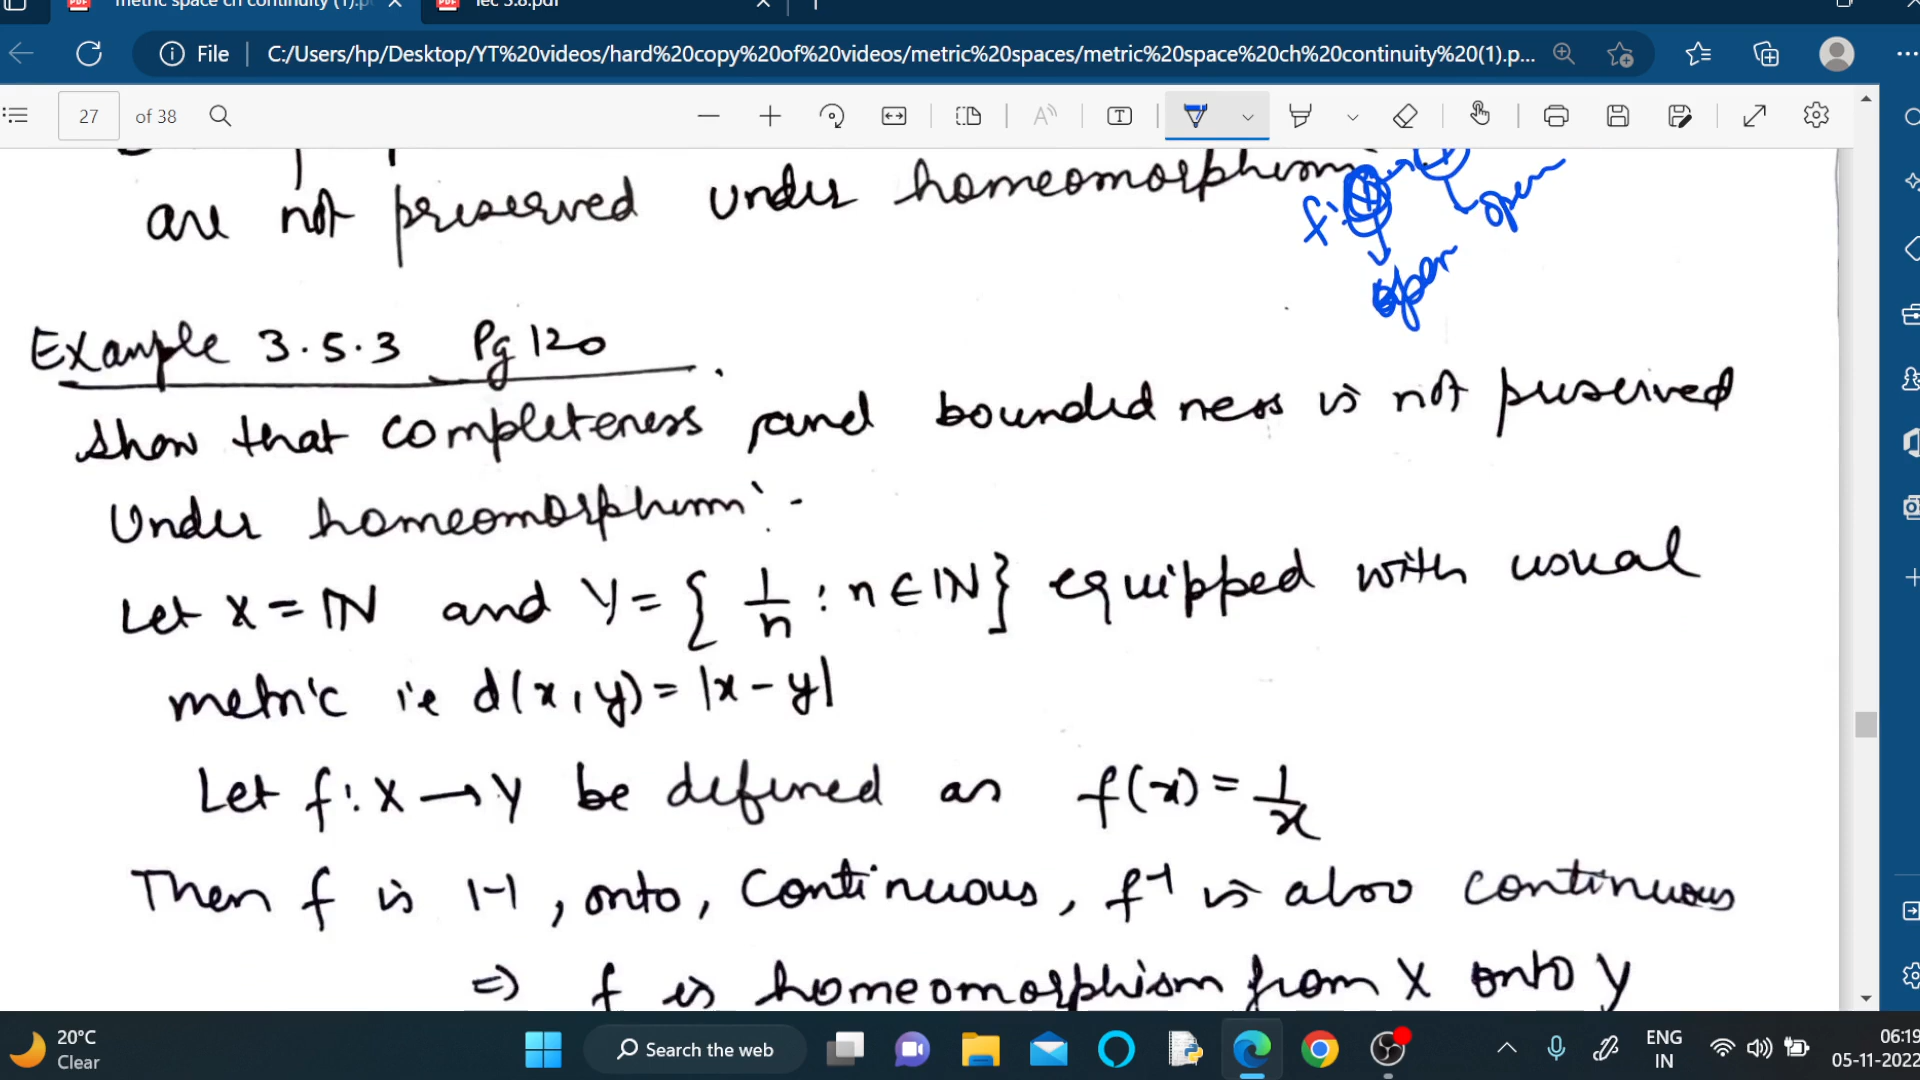 metric space ch continuity (1).p
lec 3.8.pdf
File
C:/Users/hp/Desktop/YT%20videos/hard%20copy%20of%20videos/metric%20spaces/metric%20space%20ch%20continuity%20(1).p...
27 of 38
are not preserved under homeomorphism
f: open
open
Example 3.5.3 Pg 120
Show that completeness and boundedness is not preserved
Under homeomorphism:-
Let X = IN and Y = { 1/n : n ∈ IN } equipped with usual
metric i.e d(x,y) = |x-y|
Let f: X → Y be defined as f(x) = 1/x
Then f is 1-1, onto, Continuous, f⁻¹ is also continuous
=> f is homeomorphism from X onto Y
20°C
Clear
Search the web
ENG
IN
06:19
05-11-2022